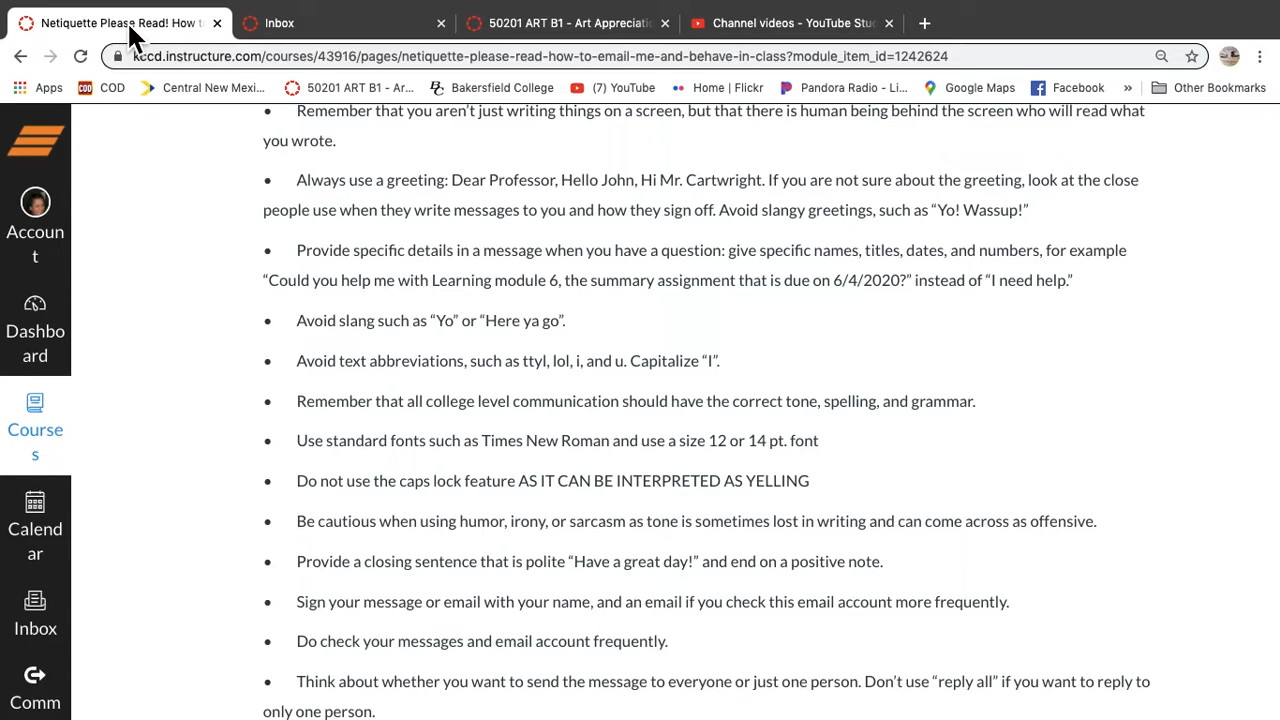 Netiquette Please Read! How to
Inbox
50201 ART B1 - Art Appreciati
Channel videos - YouTube Stu
kccd.instructure.com/courses/43916/pages/netiquette-please-read-how-to-email-me-and-behave-in-class?module_item_id=1242624
Apps
COD
COD
Central New Mexi...
50201 ART B1 - Ar...
Bakersfield College
(7) YouTube
Home | Flickr
Pandora Radio - Li...
Google Maps
Facebook
»
Other Bookmarks
• Remember that you aren't just writing things on a screen, but that there is human being behind the screen who will read what
you wrote.
• Always use a greeting: Dear Professor, Hello John, Hi Mr. Cartwright. If you are not sure about the greeting, look at the close
people use when they write messages to you and how they sign off. Avoid slangy greetings, such as “Yo! Wassup!”
• Provide specific details in a message when you have a question: give specific names, titles, dates, and numbers, for example
“Could you help me with Learning module 6, the summary assignment that is due on 6/4/2020?” instead of “I need help.”
• Avoid slang such as “Yo” or “Here ya go”.
• Avoid text abbreviations, such as ttyl, lol, i, and u. Capitalize “I”.
• Remember that all college level communication should have the correct tone, spelling, and grammar.
• Use standard fonts such as Times New Roman and use a size 12 or 14 pt. font
• Do not use the caps lock feature AS IT CAN BE INTERPRETED AS YELLING
• Be cautious when using humor, irony, or sarcasm as tone is sometimes lost in writing and can come across as offensive.
• Provide a closing sentence that is polite “Have a great day!” and end on a positive note.
• Sign your message or email with your name, and an email if you check this email account more frequently.
• Do check your messages and email account frequently.
• Think about whether you want to send the message to everyone or just one person. Don't use “reply all” if you want to reply to
only one person.
Accoun
t
Dashbo
ard
Course
s
Calend
ar
Inbox
Comm